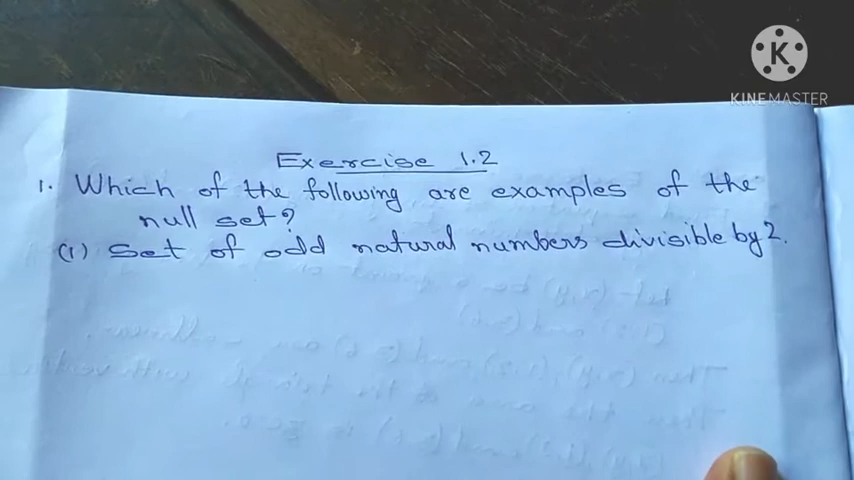 KINEMASTER
Exercise 1.2
1. Which of the following are examples of the
null set?
(i) Set of odd natural numbers divisible by 2.